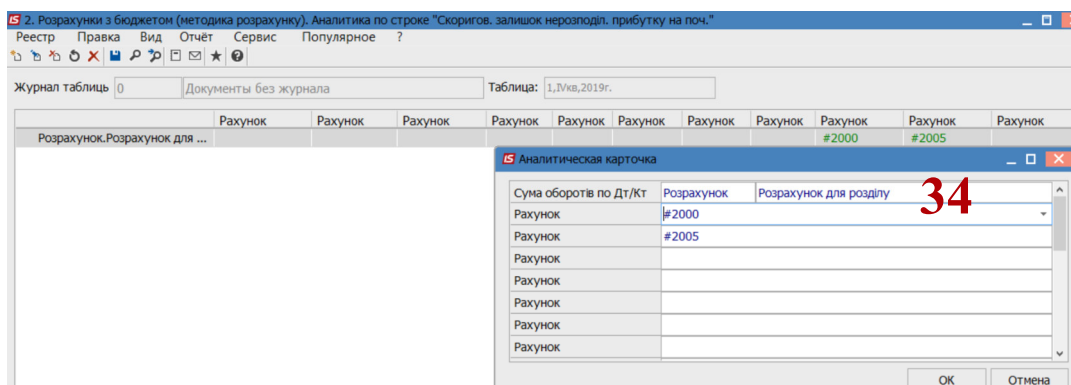 2. Розрахунки з бюджетом (методика розрахунку). Аналитика по строке "Скоригов. залишок нерозподіл. прибутку на поч."
Реестр Правка Вид Отчёт Сервис Популярное ?
Журнал таблиць 0 Документы без журнала Таблица: 1,IVкв,2019г.
Рахунок Рахунок Рахунок Рахунок Рахунок Рахунок Рахунок Рахунок Рахунок Рахунок Рахунок
Розрахунок.Розрахунок для ... #2000 #2005
Аналитическая карточка
Сума оборотів по Дт/Кт Розрахунок Розрахунок для розділу
34
Рахунок #2000
Рахунок #2005
Рахунок
Рахунок
Рахунок
Рахунок
Рахунок
ОК Отмена